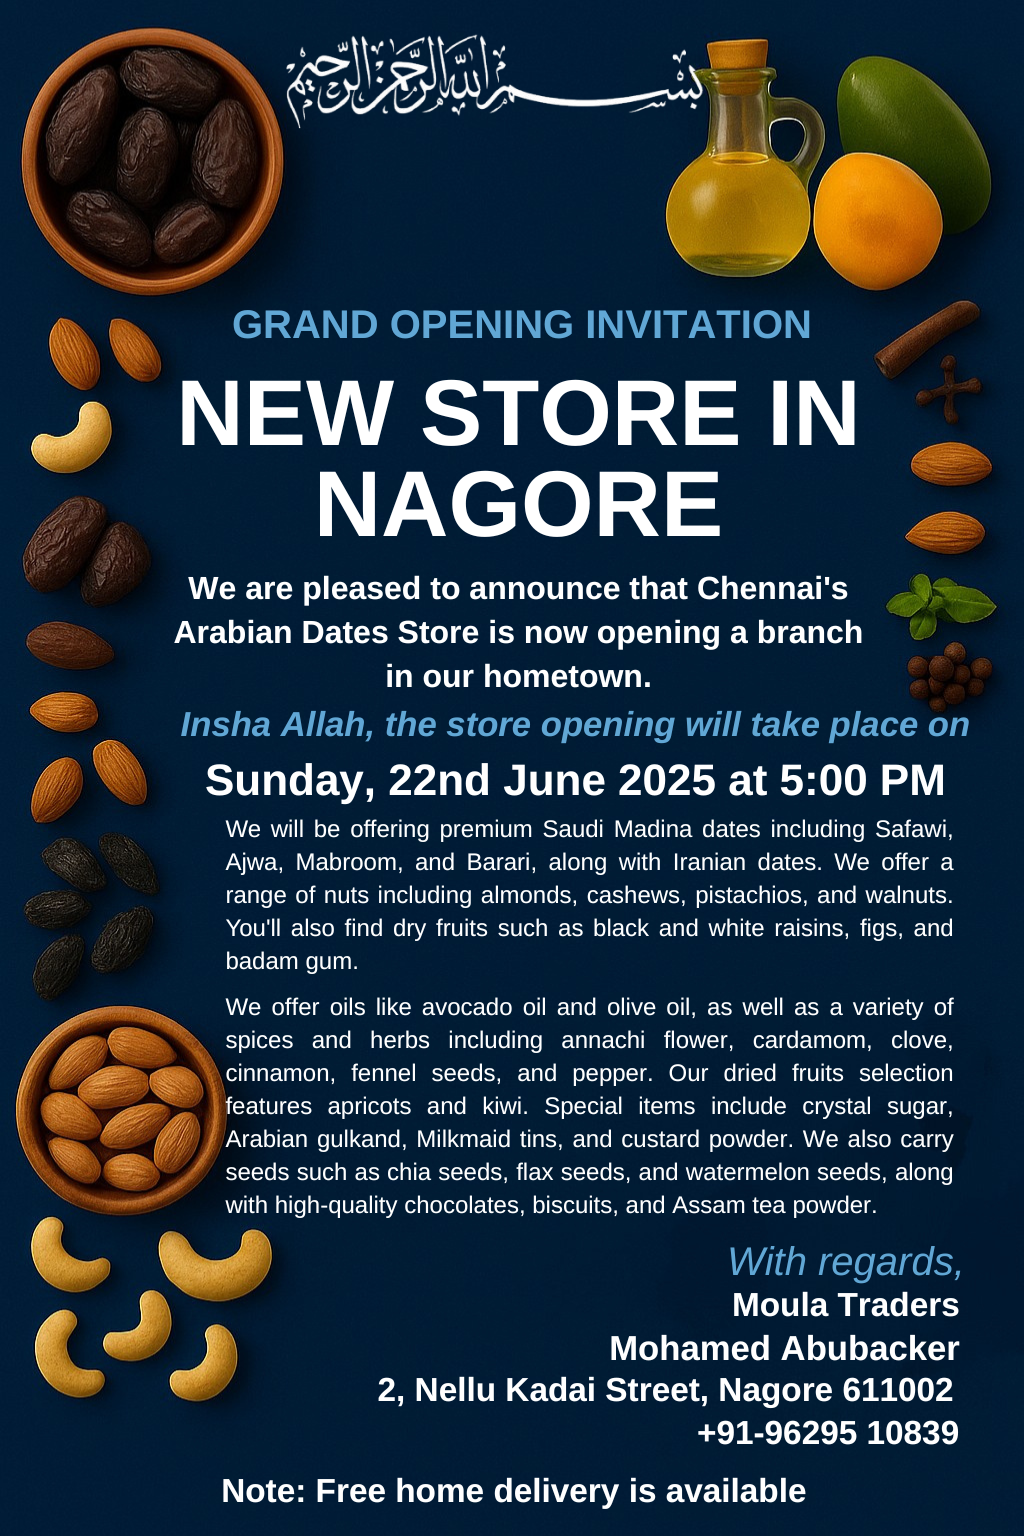 بسم الله الرحمن الرحيم
GRAND OPENING INVITATION
NEW STORE IN
NAGORE
We are pleased to announce that Chennai's
Arabian Dates Store is now opening a branch
in our hometown.
Insha Allah, the store opening will take place on
Sunday, 22nd June 2025 at 5:00 PM
We will be offering premium Saudi Madina dates including Safawi,
Ajwa, Mabroom, and Barari, along with Iranian dates. We offer a
range of nuts including almonds, cashews, pistachios, and walnuts.
You'll also find dry fruits such as black and white raisins, figs, and
badam gum.
We offer oils like avocado oil and olive oil, as well as a variety of
spices and herbs including annachi flower, cardamom, clove,
cinnamon, fennel seeds, and pepper. Our dried fruits selection
features apricots and kiwi. Special items include crystal sugar,
Arabian gulkand, Milkmaid tins, and custard powder. We also carry
seeds such as chia seeds, flax seeds, and watermelon seeds, along
with high-quality chocolates, biscuits, and Assam tea powder.
With regards,
Moula Traders
Mohamed Abubacker
2, Nellu Kadai Street, Nagore 611002
+91-96295 10839
Note: Free home delivery is available